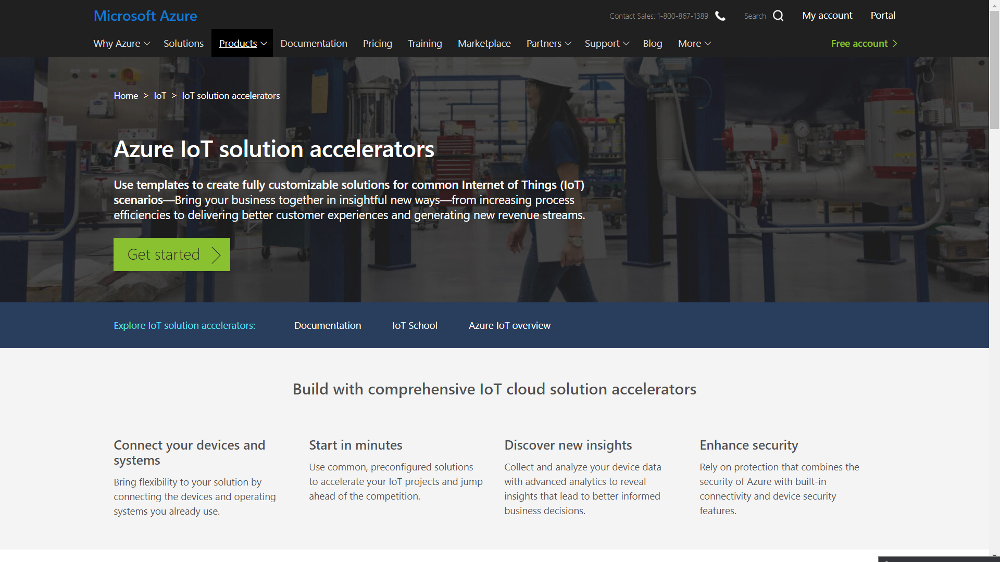 Microsoft Azure
Contact Sales: 1-800-867-1389
Search
My account
Portal
Why Azure
Solutions
Products
Documentation
Pricing
Training
Marketplace
Partners
Support
Blog
More
Free account
Home > IoT > IoT solution accelerators
Azure IoT solution accelerators
Use templates to create fully customizable solutions for common Internet of Things (IoT)
scenarios—Bring your business together in insightful new ways—from increasing process
efficiencies to delivering better customer experiences and generating new revenue streams.
Get started
Explore IoT solution accelerators:
Documentation
IoT School
Azure IoT overview
Build with comprehensive IoT cloud solution accelerators
Connect your devices and
systems
Bring flexibility to your solution by
connecting the devices and operating
systems you already use.
Start in minutes
Use common, preconfigured solutions
to accelerate your IoT projects and jump
ahead of the competition.
Discover new insights
Collect and analyze your device data
with advanced analytics to reveal
insights that lead to better informed
business decisions.
Enhance security
Rely on protection that combines the
security of Azure with built-in
connectivity and device security
features.